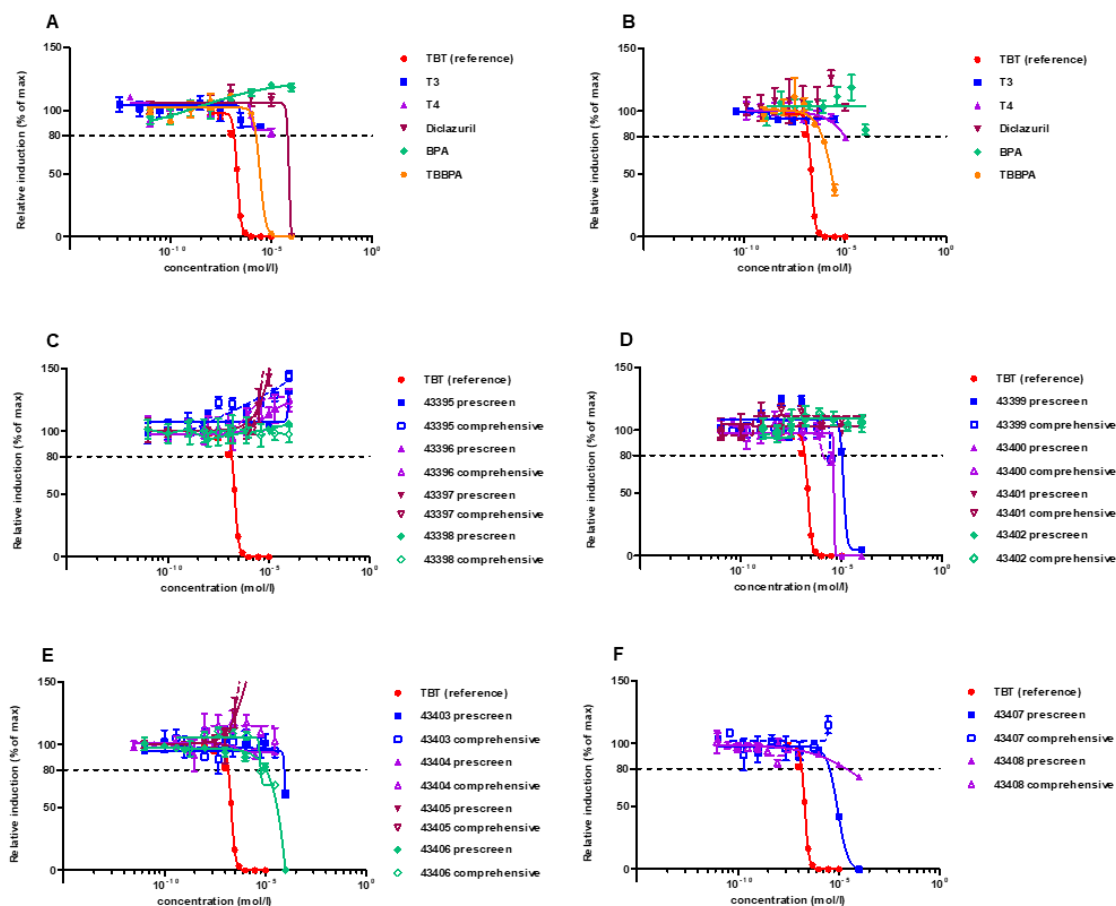 A
Relative induction (% of max)
150
100
80
50
0
10⁻¹⁰
10⁻⁵
10⁰
concentration (mol/l)
TBT (reference)
T3
T4
Diclazuril
BPA
TBBPA
B
Relative induction (% of max)
150
100
80
50
0
10⁻¹⁰
10⁻⁵
10⁰
concentration (mol/l)
TBT (reference)
T3
T4
Diclazuril
BPA
TBBPA
C
Relative induction (% of max)
150
100
80
50
0
10⁻¹⁰
10⁻⁵
10⁰
concentration (mol/l)
TBT (reference)
43395 prescreen
43395 comprehensive
43396 prescreen
43396 comprehensive
43397 prescreen
43397 comprehensive
43398 prescreen
43398 comprehensive
D
Relative induction (% of max)
150
100
80
50
0
10⁻¹⁰
10⁻⁵
10⁰
concentration (mol/l)
TBT (reference)
43399 prescreen
43399 comprehensive
43400 prescreen
43400 comprehensive
43401 prescreen
43401 comprehensive
43402 prescreen
43402 comprehensive
E
Relative induction (% of max)
150
100
80
50
0
10⁻¹⁰
10⁻⁵
10⁰
concentration (mol/l)
TBT (reference)
43403 prescreen
43403 comprehensive
43404 prescreen
43404 comprehensive
43405 prescreen
43405 comprehensive
43406 prescreen
43406 comprehensive
F
Relative induction (% of max)
150
100
80
50
0
10⁻¹⁰
10⁻⁵
10⁰
concentration (mol/l)
TBT (reference)
43407 prescreen
43407 comprehensive
43408 prescreen
43408 comprehensive